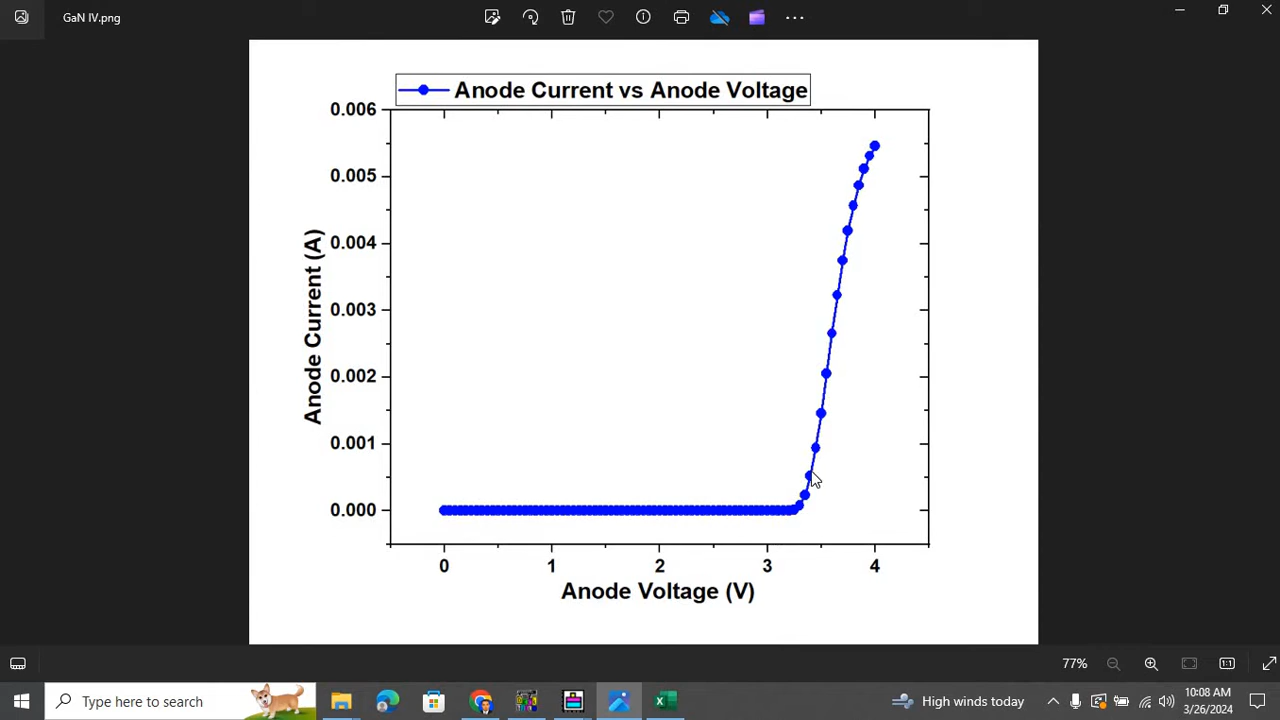 GaN IV.png
Anode Current vs Anode Voltage
0.006
0.005
0.004
0.003
0.002
0.001
0.000
Anode Current (A)
0 1 2 3 4
Anode Voltage (V)
77%
1:1
Type here to search
High winds today
10:08 AM
3/26/2024